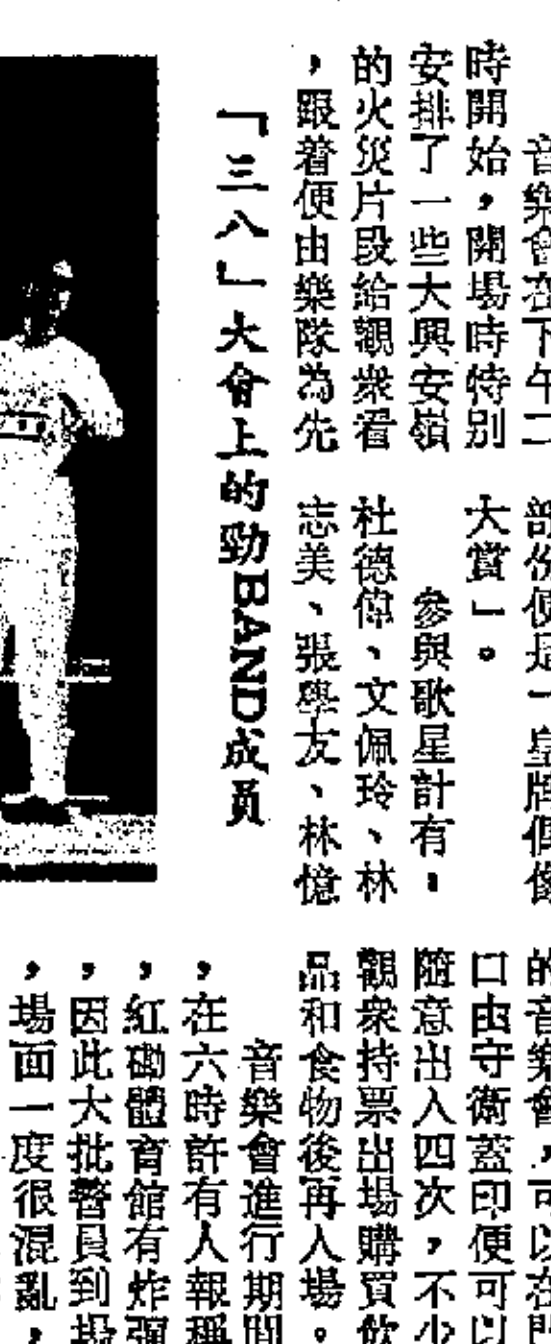 音樂會在下午二
時開始，開場時特別
安排了一些大興安嶺
的火災片段給觀衆看
，跟着便由樂隊為先
部份便是「皇牌偶像
大賞」。
參與歌星計有：
杜德偉、文佩玲、林
志美、張學友、林憶
「三八」大會上的勁BAND成員
的音樂會，可以在
口由守衞蓋印便可以
隨意出入四次，不少
觀衆持票出場購買飲
品和食物後再入場。
音樂會進行期間
，在六時許有人報稱
，紅磡體育館有炸彈
，因此大批警員到場
，場面一度很混亂，